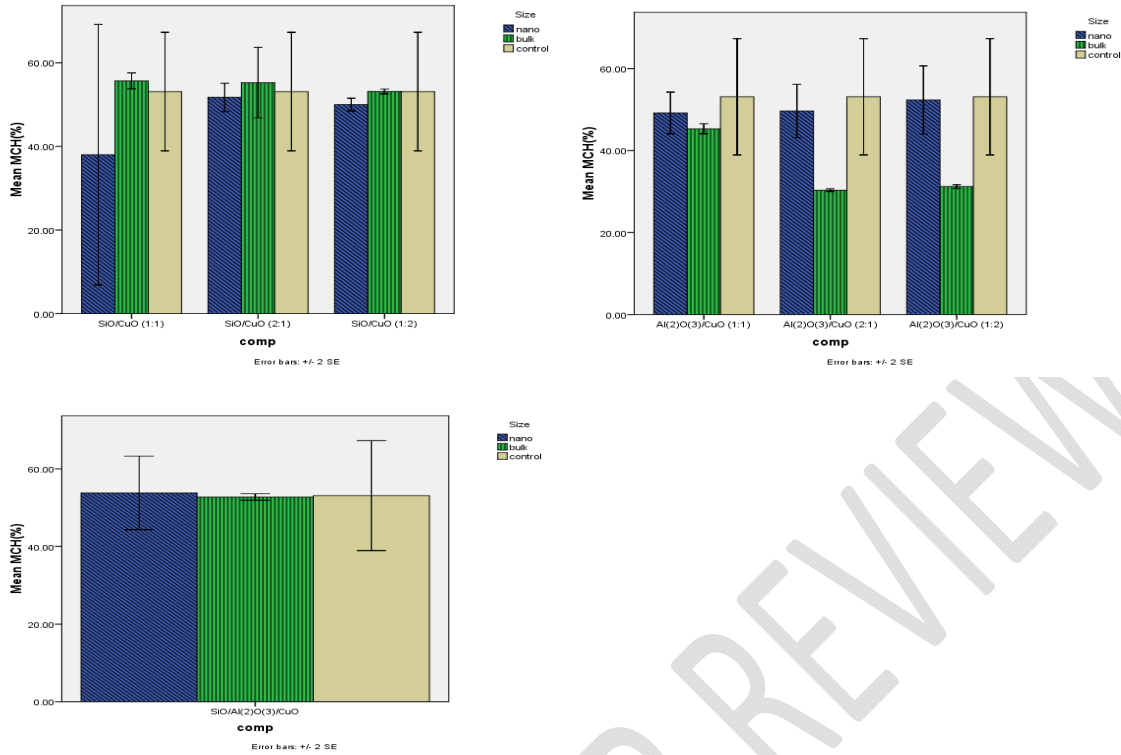 Size
nano
bulk
control
60.00
40.00
20.00
0.00
Mean MCH(%)
SiO/CuO (1:1) SiO/CuO (2:1) SiO/CuO (1:2)
comp
Error bars: +/- 2 SE
Size
nano
bulk
control
60.00
40.00
20.00
0.00
Mean MCH(%)
Al(2)O(3)/CuO (1:1) Al(2)O(3)/CuO (2:1) Al(2)O(3)/CuO (1:2)
comp
Error bars: +/- 2 SE
Size
nano
bulk
control
60.00
40.00
20.00
0.00
Mean MCH(%)
SiO/Al(2)O(3)/CuO
comp
Error bars: +/- 2 SE
R REVIEW